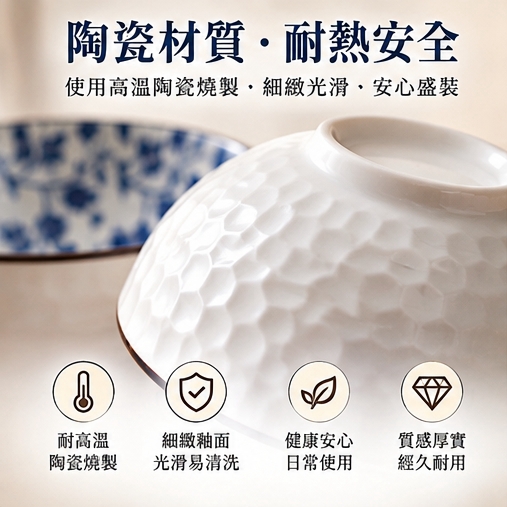 陶瓷材質·耐熱安全
使用高溫陶瓷燒製·細緻光滑·安心盛裝
耐高溫
陶瓷燒製
細緻釉面
光滑易清洗
健康安心
日常使用
質感厚實
經久耐用